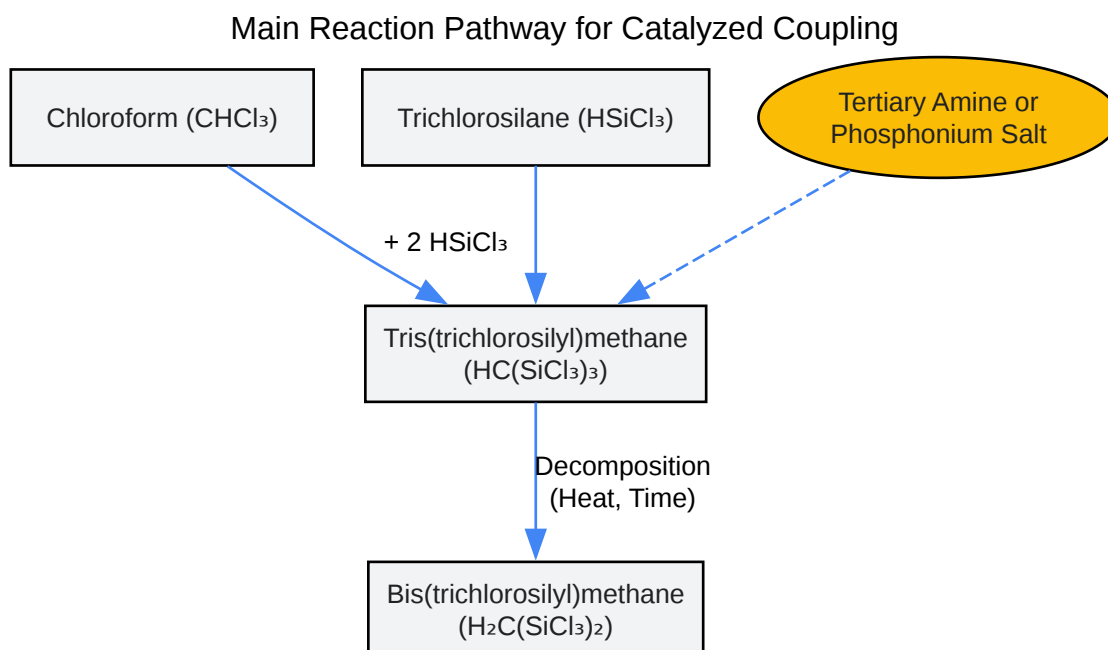 Main Reaction Pathway for Catalyzed Coupling
Chloroform (CHCl₃)
Trichlorosilane (HSiCl₃)
Tertiary Amine or
Phosphonium Salt
+ 2 HSiCl₃
Tris(trichlorosilyl)methane
(HC(SiCl₃)₃)
Decomposition
(Heat, Time)
Bis(trichlorosilyl)methane
(H₂C(SiCl₃)₂)